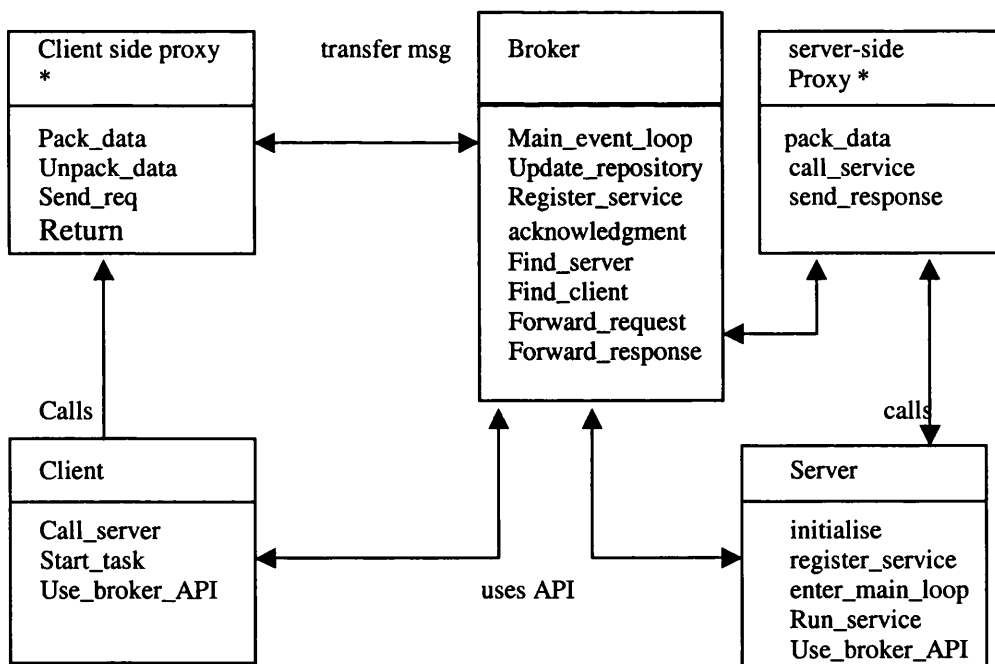 Client side proxy
*
Pack_data
Unpack_data
Send_req
Return
transfer msg
Broker
Main_event_loop
Update_repository
Register_service
acknowledgment
Find_server
Find_client
Forward_request
Forward_response
server-side
Proxy *
pack_data
call_service
send_response
Calls
calls
Client
Call_server
Start_task
Use_broker_API
uses API
Server
initialise
register_service
enter_main_loop
Run_service
Use_broker_API